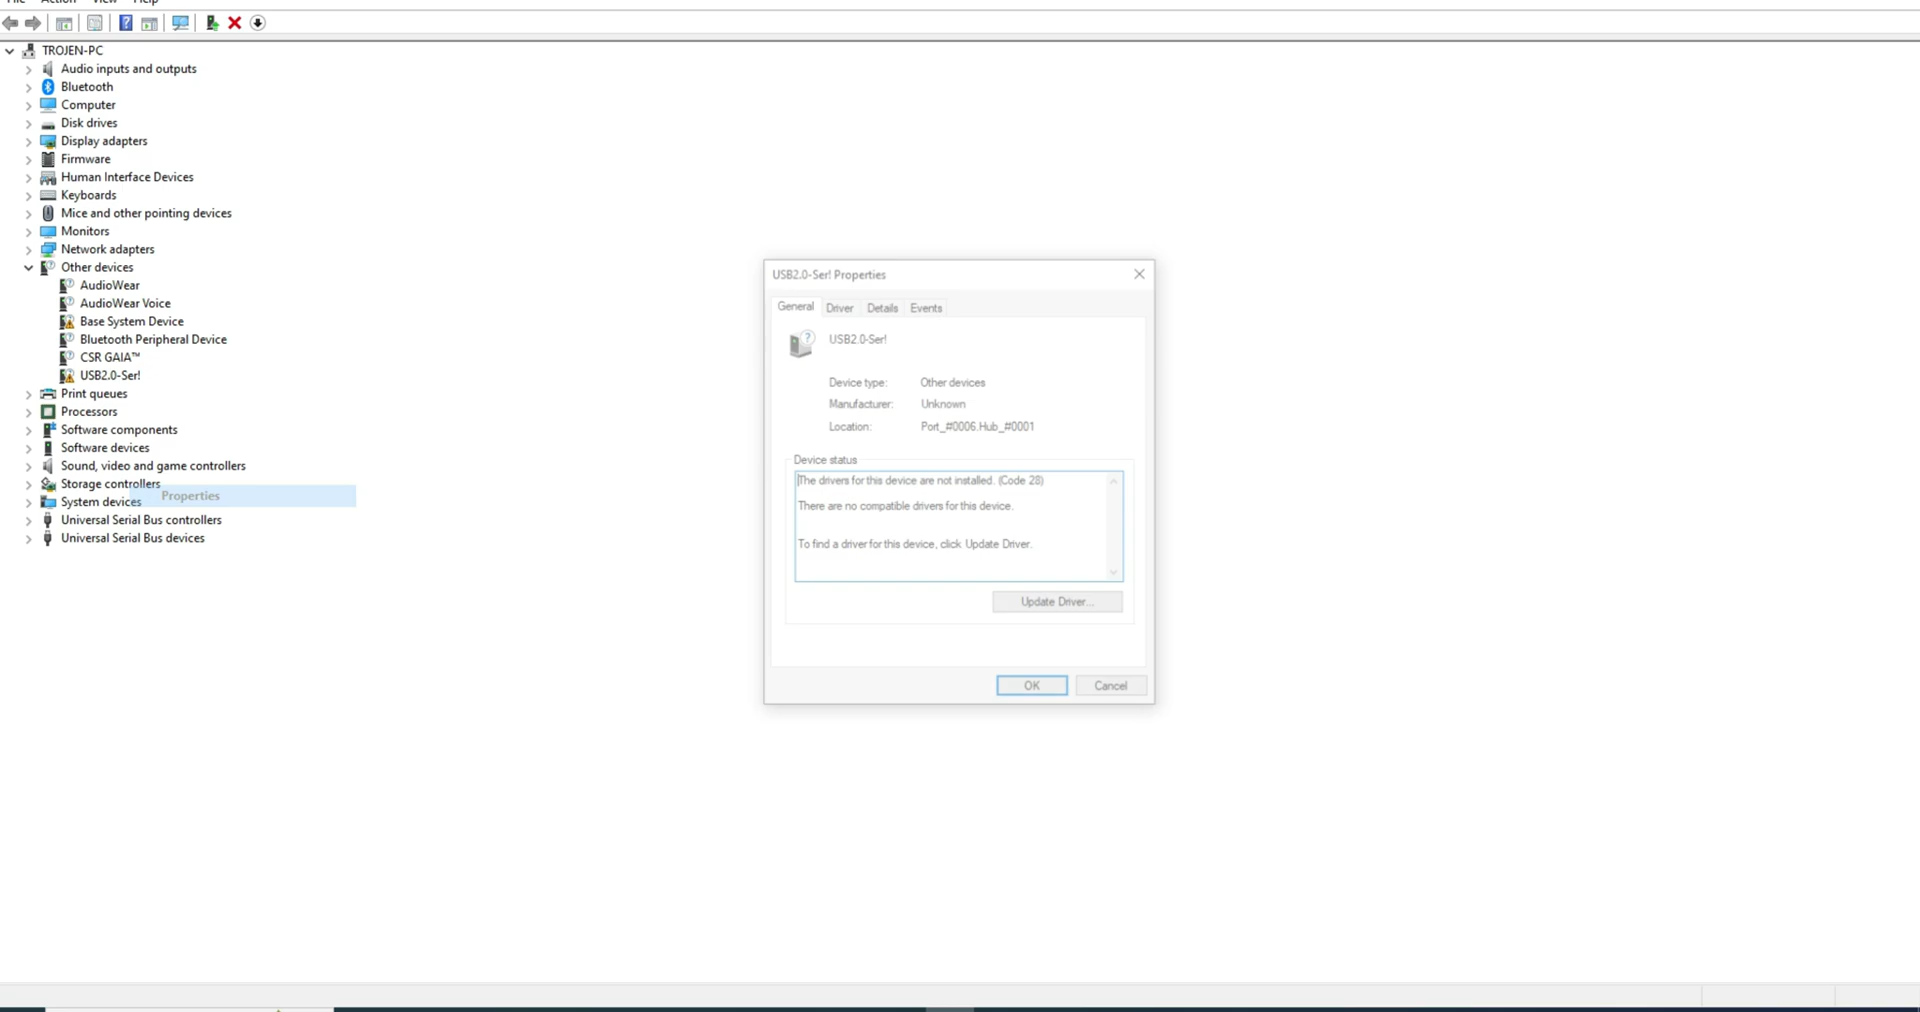 File Action View Help
TROJEN-PC
Audio inputs and outputs
Bluetooth
Computer
Disk drives
Display adapters
Firmware
Human Interface Devices
Keyboards
Mice and other pointing devices
Monitors
Network adapters
Other devices
AudioWear
AudioWear Voice
Base System Device
Bluetooth Peripheral Device
CSR GAIA™
USB2.0-Ser!
Print queues
Processors
Software components
Software devices
Sound, video and game controllers
Storage controllers
Properties
System devices
Universal Serial Bus controllers
Universal Serial Bus devices
USB2.0-Ser! Properties
General Driver Details Events
USB2.0-Ser!
Device type: Other devices
Manufacturer: Unknown
Location: Port_#0006.Hub_#0001
Device status
The drivers for this device are not installed. (Code 28)
There are no compatible drivers for this device.
To find a driver for this device, click Update Driver.
Update Driver...
OK Cancel